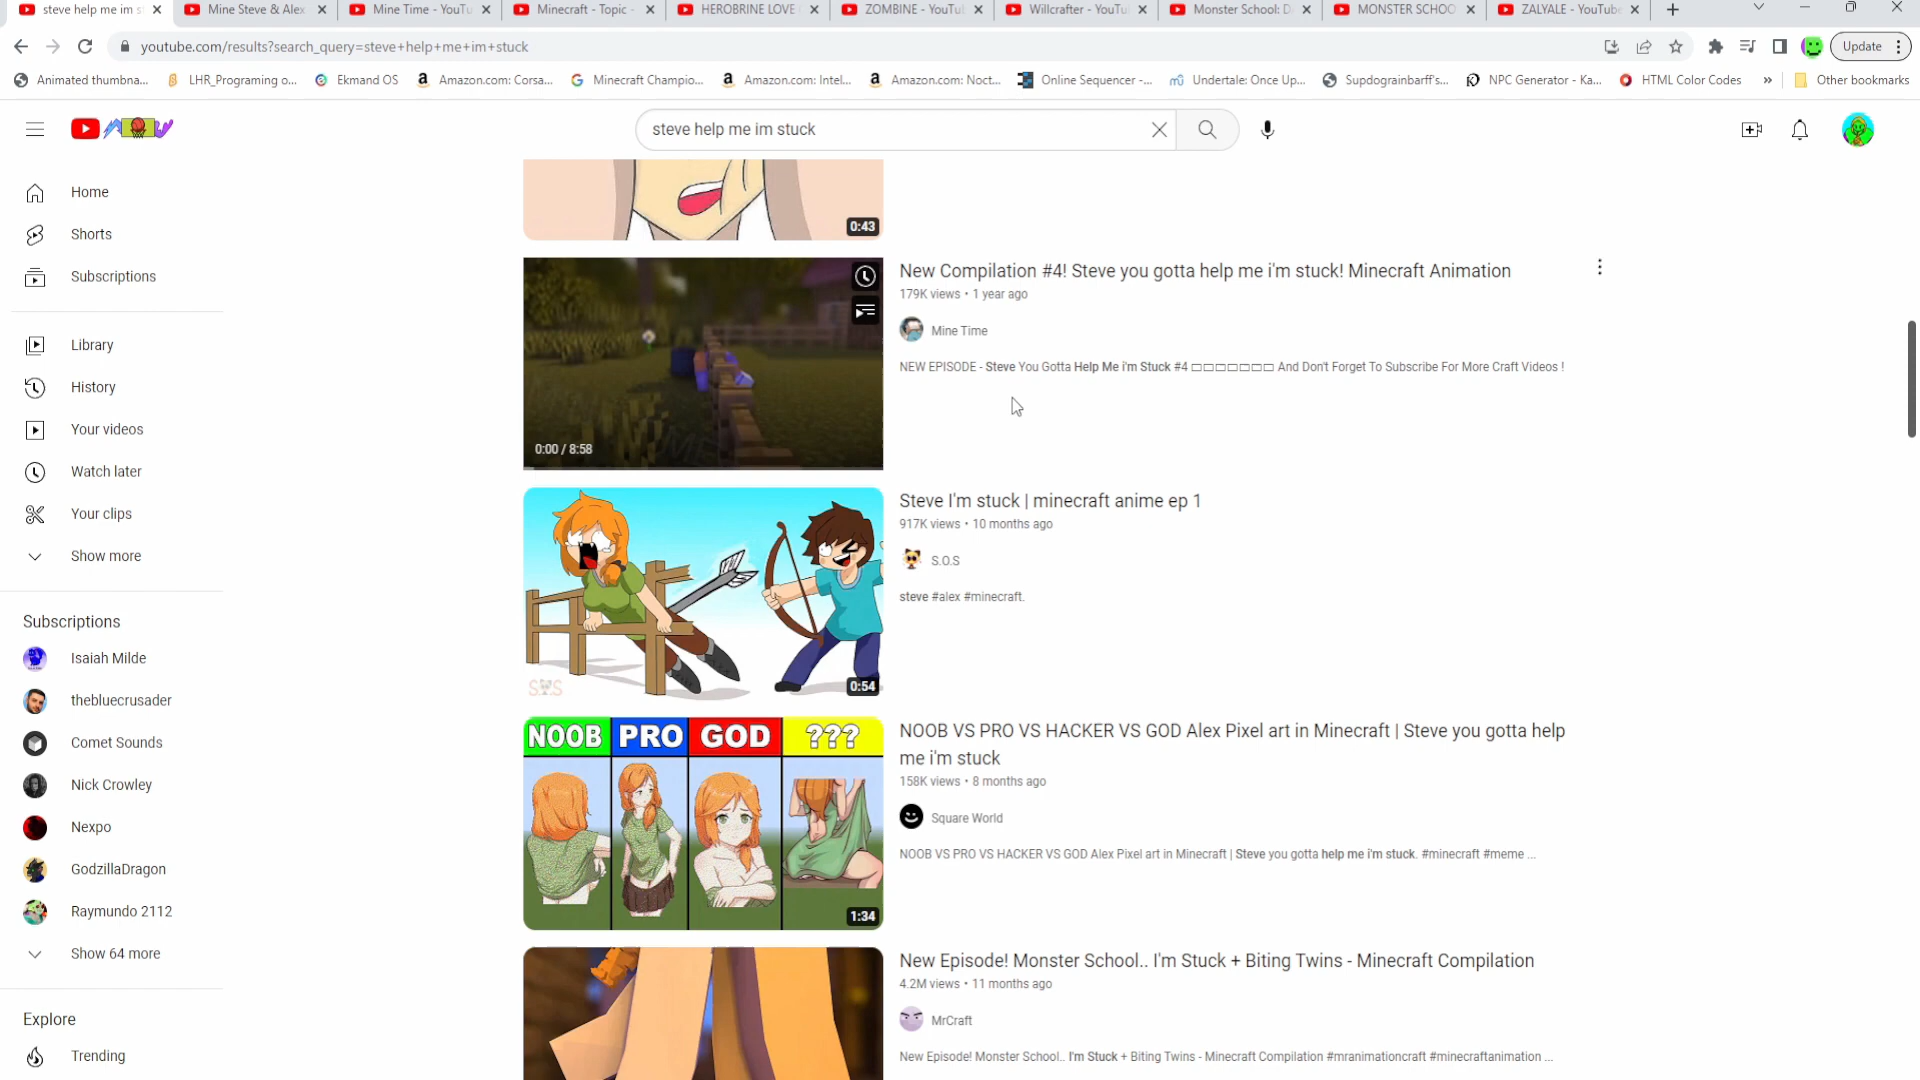 steve help me im s
Mine Steve & Alex
Mine Time - YouTu
Minecraft - Topic -
HEROBRINE LOVE
ZOMBINE - YouTu
Willcrafter - YouTu
Monster School: D
MONSTER SCHOO
ZALYALE - YouTube
youtube.com/results?search_query=steve+help+me+im+stuck
Update
Animated thumbna...
LHR_Programing o...
Ekmand OS
Amazon.com: Corsa...
Minecraft Champio...
Amazon.com: Intel...
Amazon.com: Noct...
Online Sequencer -...
Undertale: Once Up...
Supdograinbarff's...
NPC Generator - Ka...
HTML Color Codes
»
Other bookmarks
steve help me im stuck
Home
Shorts
Subscriptions
Library
History
Your videos
Watch later
Your clips
Show more
Subscriptions
Isaiah Milde
thebluecrusader
Comet Sounds
Nick Crowley
Nexpo
GodzillaDragon
Raymundo 2112
Show 64 more
Explore
Trending
0:43
0:00 / 8:58
New Compilation #4! Steve you gotta help me i'm stuck! Minecraft Animation
179K views • 1 year ago
Mine Time
NEW EPISODE - Steve You Gotta Help Me i'm Stuck #4 □□□□□□□ And Don't Forget To Subscribe For More Craft Videos !
SOS
0:54
Steve I'm stuck | minecraft anime ep 1
917K views • 10 months ago
S.O.S
steve #alex #minecraft.
NOOB PRO GOD ???
1:34
NOOB VS PRO VS HACKER VS GOD Alex Pixel art in Minecraft | Steve you gotta help
me i'm stuck
158K views • 8 months ago
Square World
NOOB VS PRO VS HACKER VS GOD Alex Pixel art in Minecraft | Steve you gotta help me i'm stuck. #minecraft #meme ...
New Episode! Monster School.. I'm Stuck + Biting Twins - Minecraft Compilation
4.2M views • 11 months ago
MrCraft
New Episode! Monster School.. I'm Stuck + Biting Twins - Minecraft Compilation #mranimationcraft #minecraftanimation ...